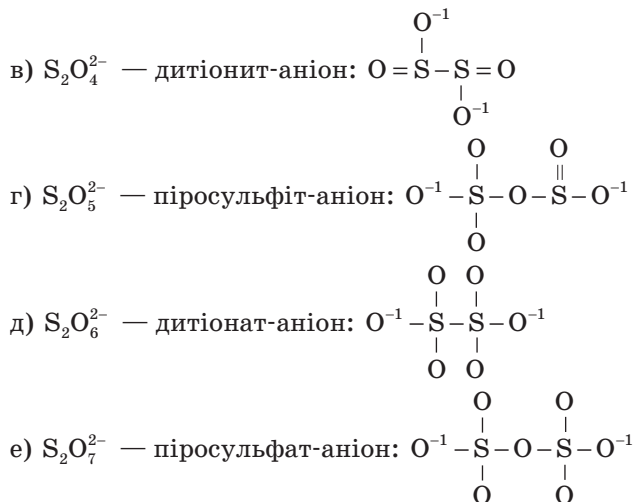 O⁻¹
в) S₂O₄²⁻ — дитіонит-аніон: O = S – S = O
O⁻¹
O O
г) S₂O₅²⁻ — піросульфіт-аніон: O⁻¹ – S – O – S – O⁻¹
O
O O
д) S₂O₆²⁻ — дитіонат-аніон: O⁻¹ – S – S – O⁻¹
O O
O O
е) S₂O₇²⁻ — піросульфат-аніон: O⁻¹ – S – O – S – O⁻¹
O O